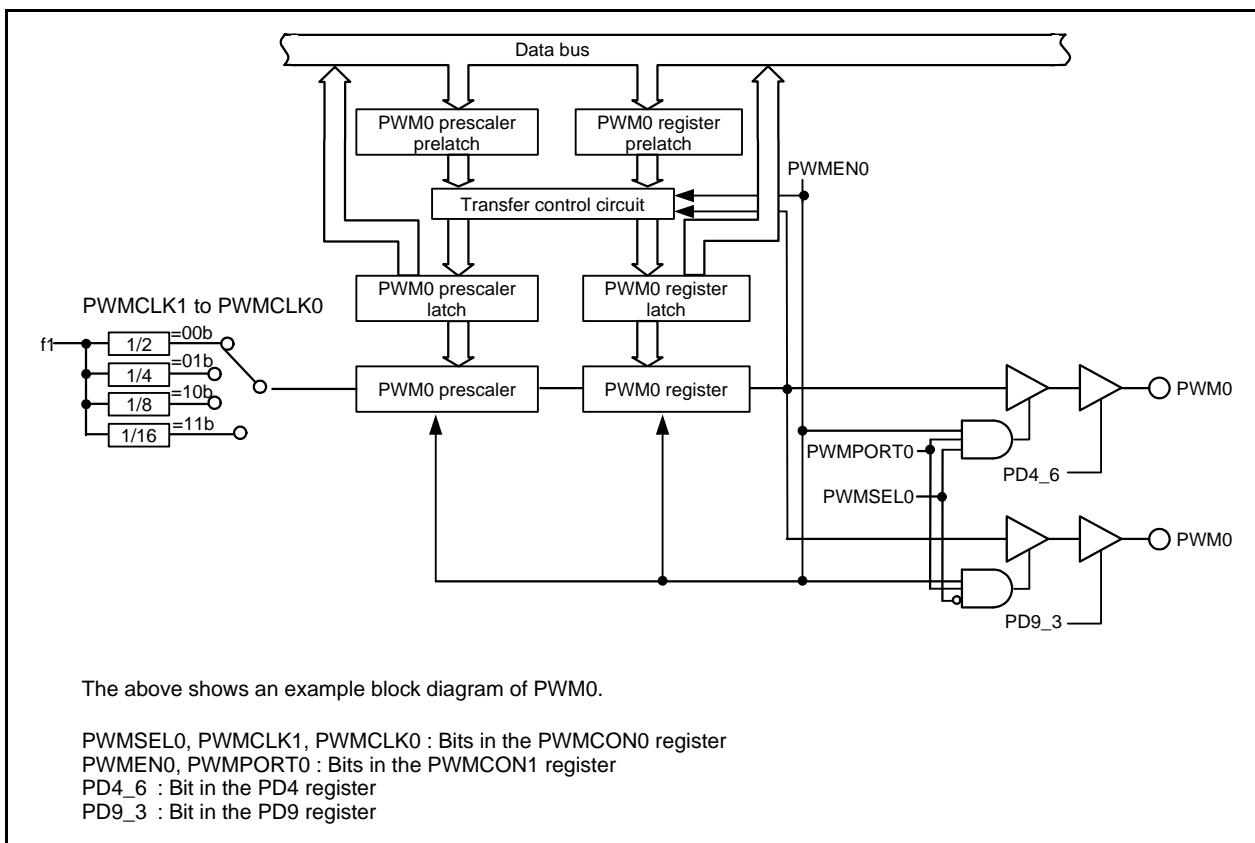 Data bus
PWM0 prescaler
prelatch
PWM0 register
prelatch
PWMEN0
Transfer control circuit
PWM0 prescaler
latch
PWM0 register
latch
PWMCLK1 to PWMCLK0
f1
1/2
=00b
1/4
=01b
1/8
=10b
1/16
=11b
PWM0 prescaler
PWM0 register
PWM0
PWMPORT0
PD4_6
PWMSEL0
PWM0
PD9_3
The above shows an example block diagram of PWM0.
PWMSEL0, PWMCLK1, PWMCLK0 : Bits in the PWMCON0 register
PWMEN0, PWMPORT0 : Bits in the PWMCON1 register
PD4_6 : Bit in the PD4 register
PD9_3 : Bit in the PD9 register